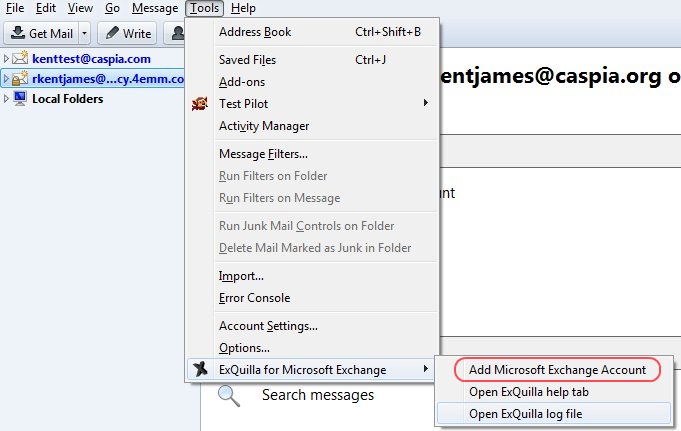 File Edit View Go Message Tools Help
Get Mail Write
kenttest@caspia.com
rkentjames@...cy.4emm.co
Local Folders
entjames@caspia.org o
Address Book Ctrl+Shift+B
Saved Files Ctrl+J
Add-ons
Test Pilot
Activity Manager
Message Filters...
Run Filters on Folder
Run Filters on Message
unt
Run Junk Mail Controls on Folder
Delete Mail Marked as Junk in Folder
Import...
Error Console
Account Settings...
Options...
ExQuilla for Microsoft Exchange
Add Microsoft Exchange Account
Open ExQuilla help tab
Open ExQuilla log file
Search messages